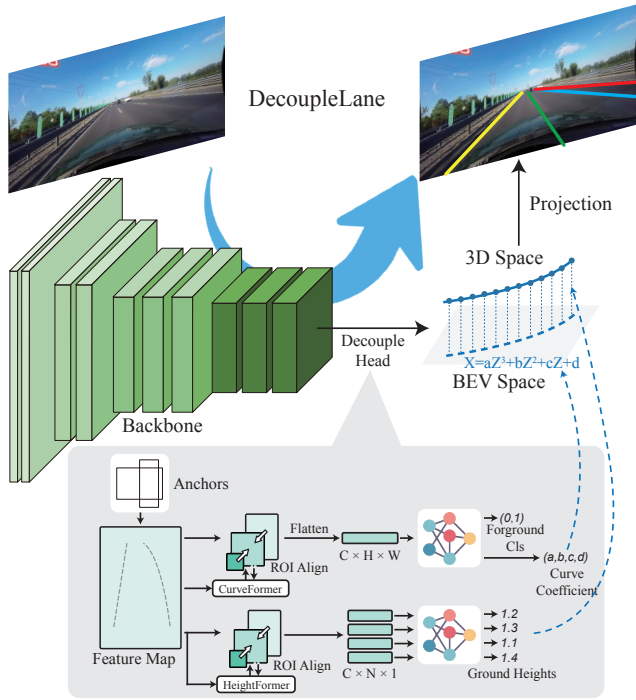 DecoupleLane
Projection
3D Space
Decouple
Head
X=aZ³+bZ²+cZ+d
BEV Space
Backbone
Anchors
Flatten
(0,1)
Forground
Cls
ROI Align
C × H × W
(a,b,c,d)
Curve
Coefficient
CurveFormer
1.2
1.3
1.1
1.4
Feature Map
ROI Align
HeightFormer
C × N × 1
Ground Heights